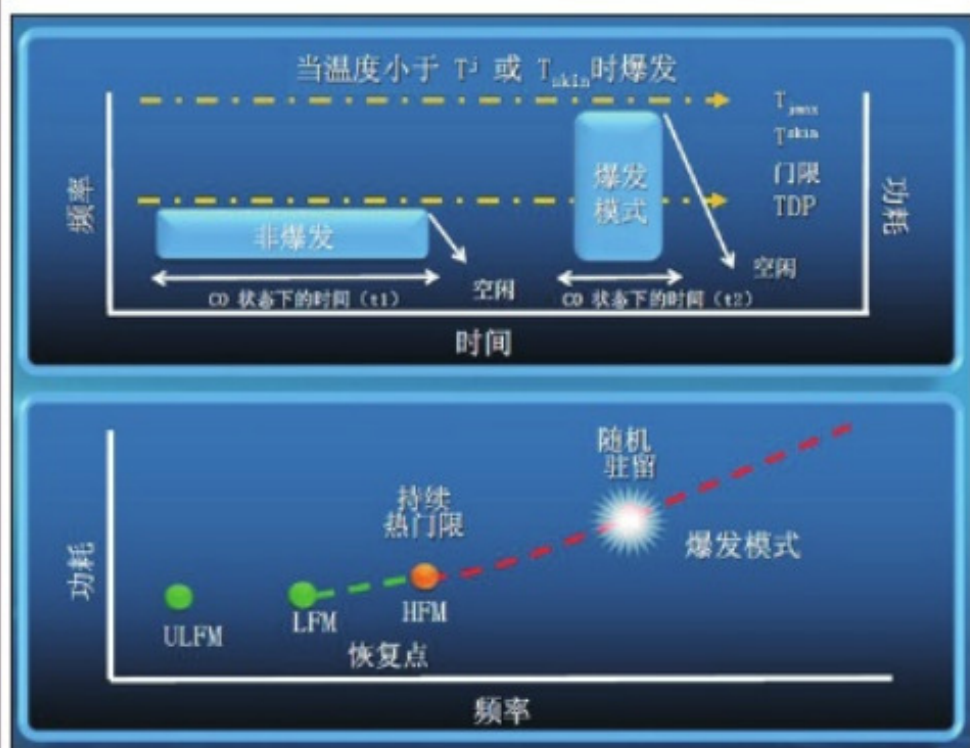 当温度小于 Tj 或 Tskin时爆发
Tjmax
Tskin
门限
TDP
频率
功耗
爆发
模式
非爆发
空闲
空闲
C0 状态下的时间（t1）
C0 状态下的时间（t2）
时间
随机
驻留
持续
热门限
爆发模式
功耗
ULFM
LFM
HFM
恢复点
频率